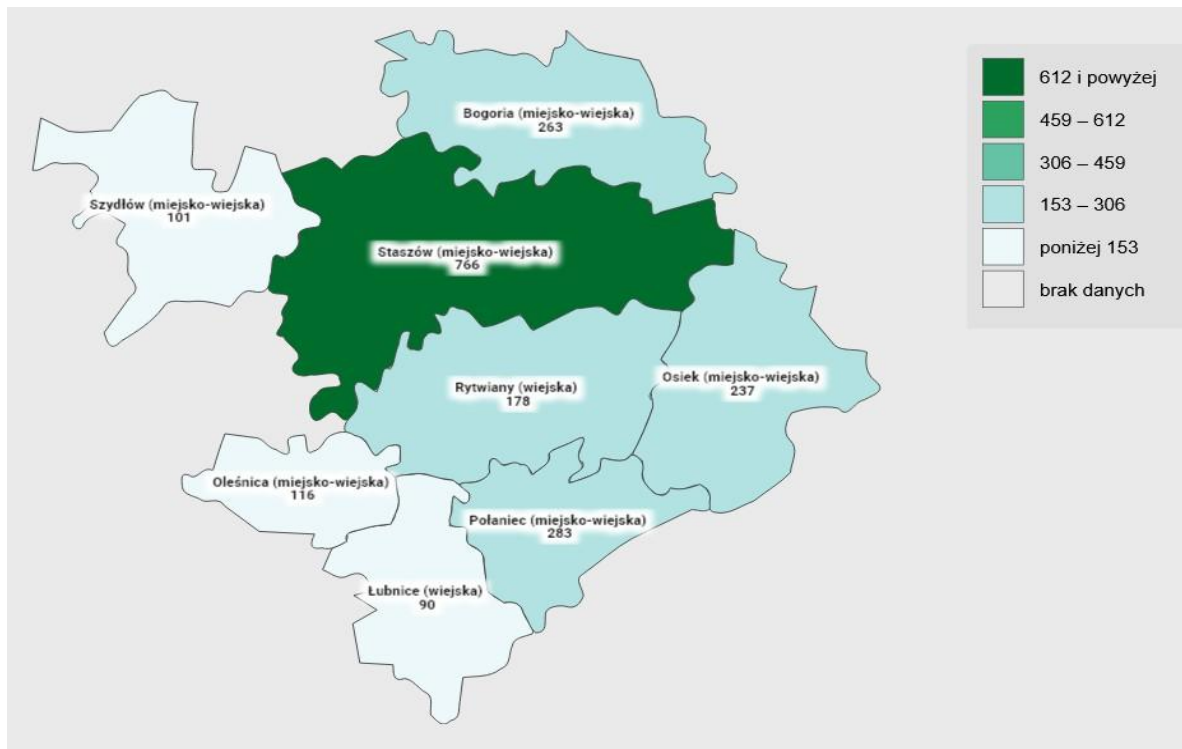 Bogoria (miejsko-wiejska)
263
Szydłów (miejsko-wiejska)
101
Staszów (miejsko-wiejska)
766
Rytwiany (wiejska)
178
Osiek (miejsko-wiejska)
237
Oleśnica (miejsko-wiejska)
116
Połaniec (miejsko-wiejska)
283
Łubnice (wiejska)
90
612 i powyżej
459 – 612
306 – 459
153 – 306
poniżej 153
brak danych